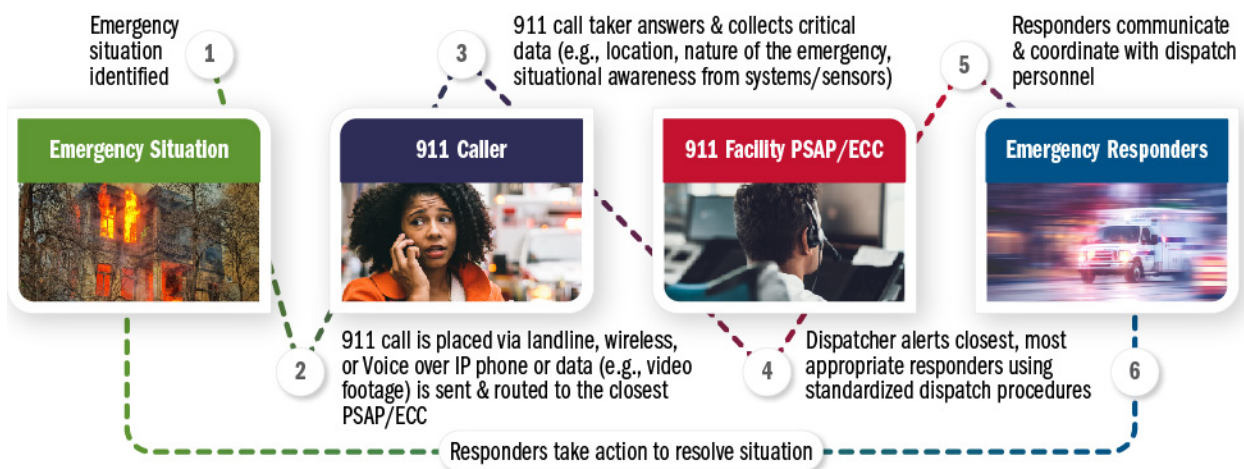 Emergency
situation
identified
1
3
911 call taker answers & collects critical
data (e.g., location, nature of the emergency,
situational awareness from systems/sensors)
5
Responders communicate
& coordinate with dispatch
personnel
Emergency Situation
911 Caller
911 Facility PSAP/ECC
Emergency Responders
2
911 call is placed via landline, wireless,
or Voice over IP phone or data (e.g., video
footage) is sent & routed to the closest
PSAP/ECC
4
Dispatcher alerts closest, most
appropriate responders using
standardized dispatch procedures
6
Responders take action to resolve situation